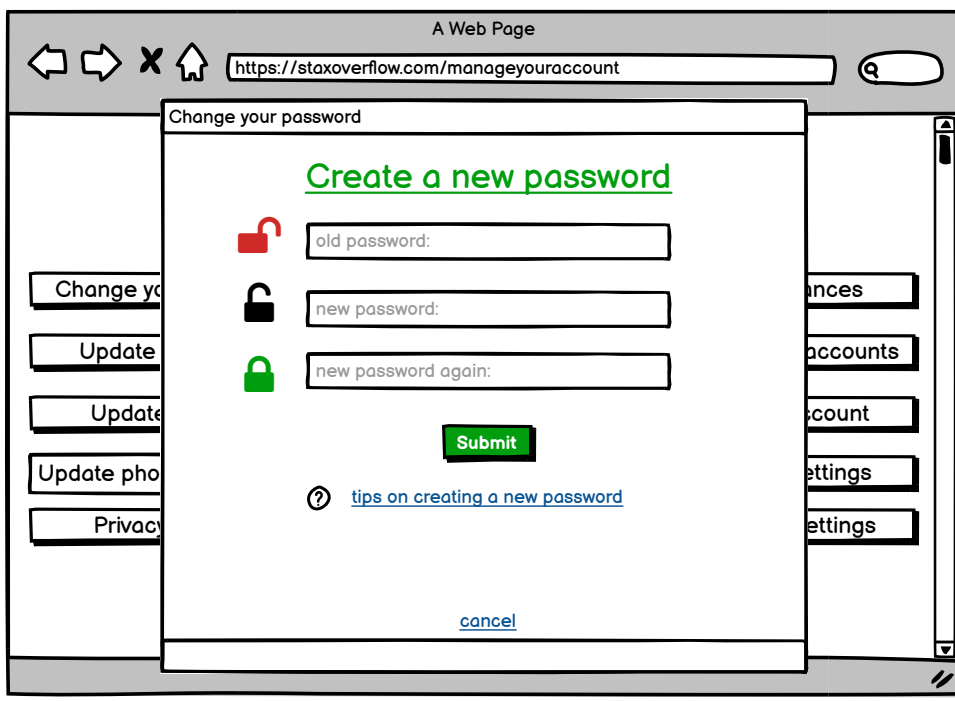 A Web Page
https://staxoverflow.com/manageyouraccount
Change your password
Create a new password
old password:
new password:
new password again:
Submit
? tips on creating a new password
cancel
Change yo
Update
Update
Update pho
Privacy
ances
accounts
count
ettings
ettings